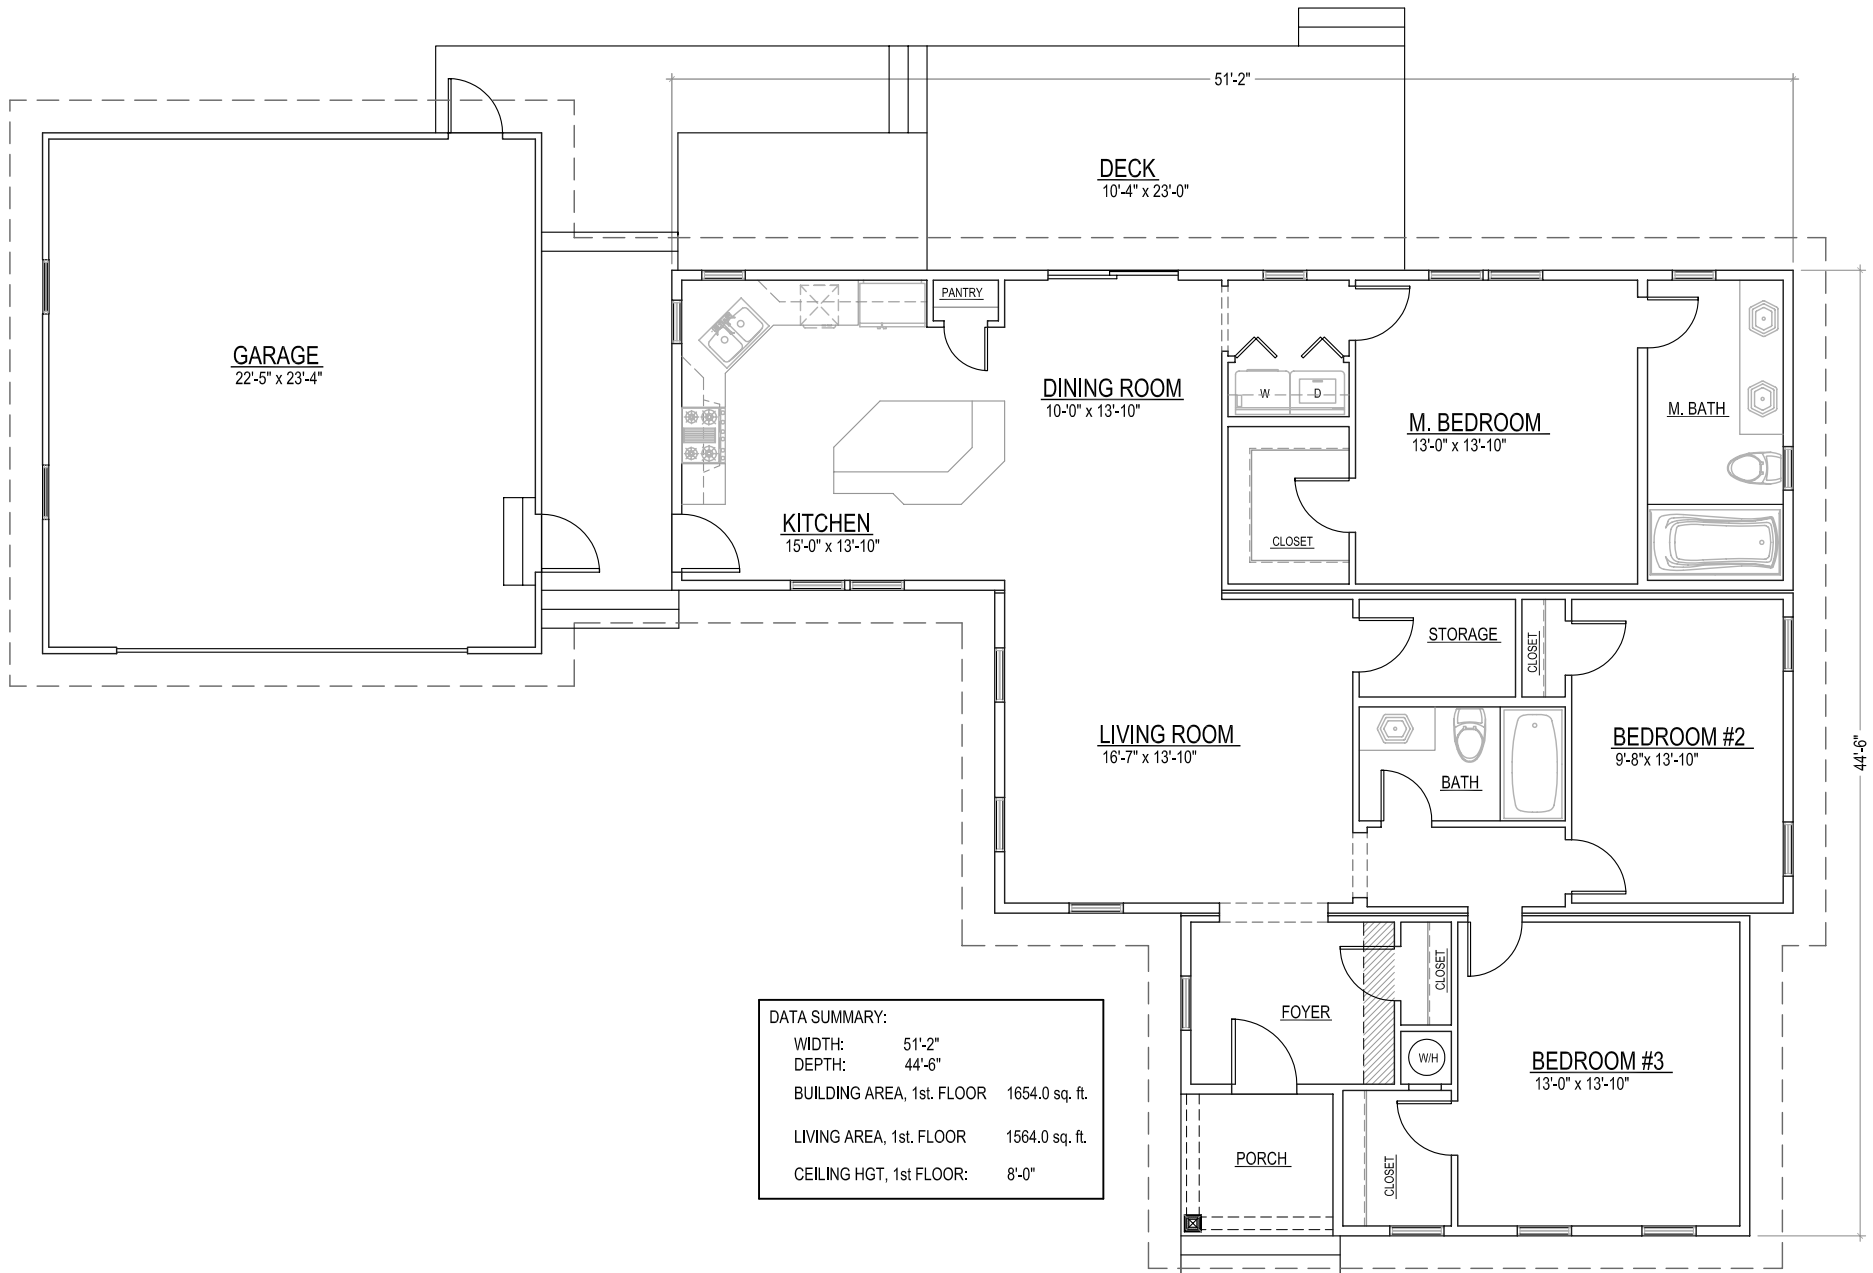 51'-2"
DECK
10'-4" x 23'-0"
PANTRY
GARAGE
22'-5" x 23'-4"
DINING ROOM
10-'0" x 13'-10"
W
D
M. BEDROOM
13'-0" x 13'-10"
M. BATH
KITCHEN
15'-0" x 13'-10"
CLOSET
STORAGE
CLOSET
LIVING ROOM
16'-7" x 13'-10"
BATH
BEDROOM #2
9'-8"x 13'-10"
44'-6"
CLOSET
FOYER
W/H
BEDROOM #3
13'-0" x 13'-10"
PORCH
CLOSET
DATA SUMMARY:
WIDTH: 51'-2"
DEPTH: 44'-6"
BUILDING AREA, 1st. FLOOR 1654.0 sq. ft.
LIVING AREA, 1st. FLOOR 1564.0 sq. ft.
CEILING HGT, 1st FLOOR: 8'-0"